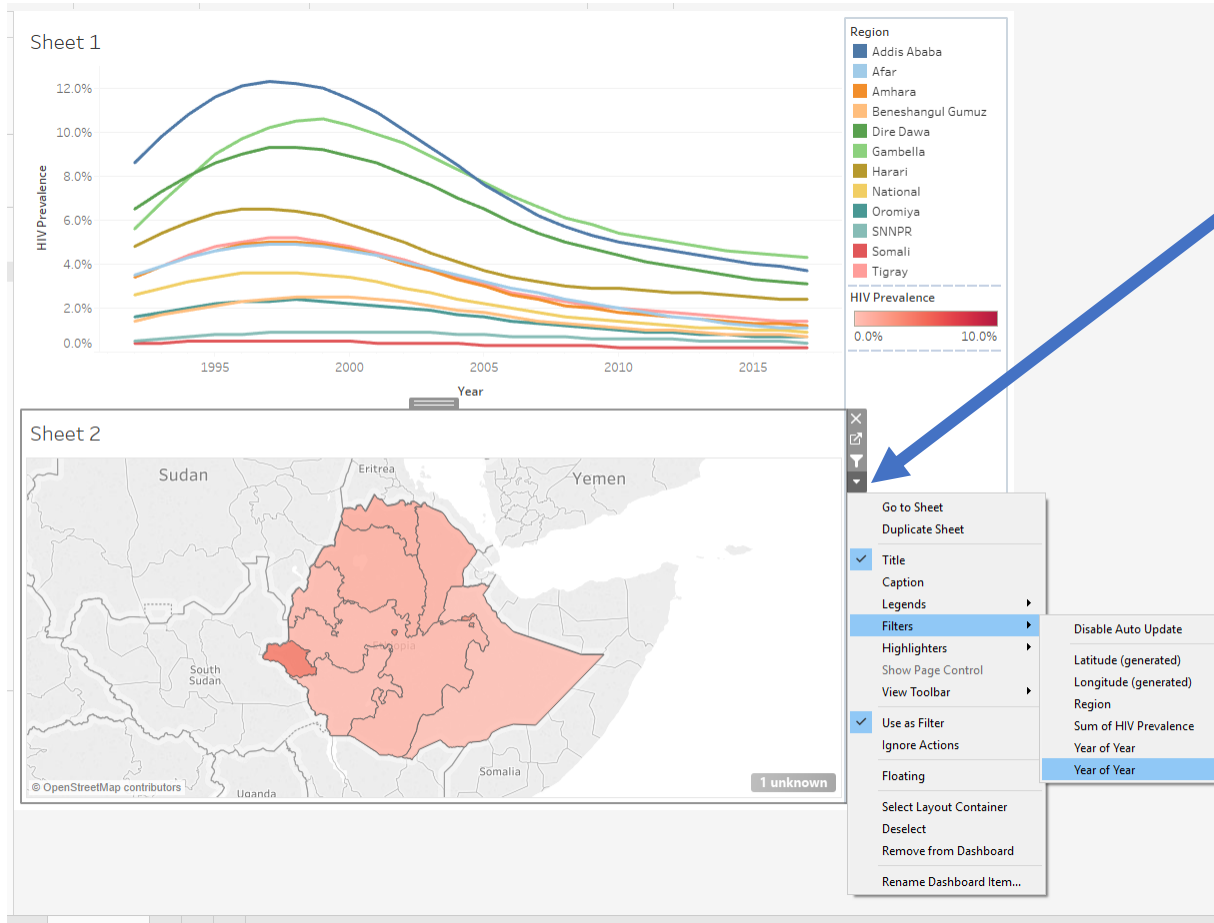 Sheet 1
HIV Prevalence
12.0%
10.0%
8.0%
6.0%
4.0%
2.0%
0.0%
1995
2000
2005
2010
2015
Year
Region
Addis Ababa
Afar
Amhara
Beneshangul Gumuz
Dire Dawa
Gambella
Harari
National
Oromiya
SNNPR
Somali
Tigray
HIV Prevalence
0.0% 10.0%
Sheet 2
Sudan
Eritrea
Yemen
Ethiopia
South
Sudan
Somalia
Uganda
© OpenStreetMap contributors
1 unknown
Go to Sheet
Duplicate Sheet
Title
Caption
Legends
Filters
Highlighters
Show Page Control
View Toolbar
Use as Filter
Ignore Actions
Floating
Select Layout Container
Deselect
Remove from Dashboard
Rename Dashboard Item...
Disable Auto Update
Latitude (generated)
Longitude (generated)
Region
Sum of HIV Prevalence
Year of Year
Year of Year